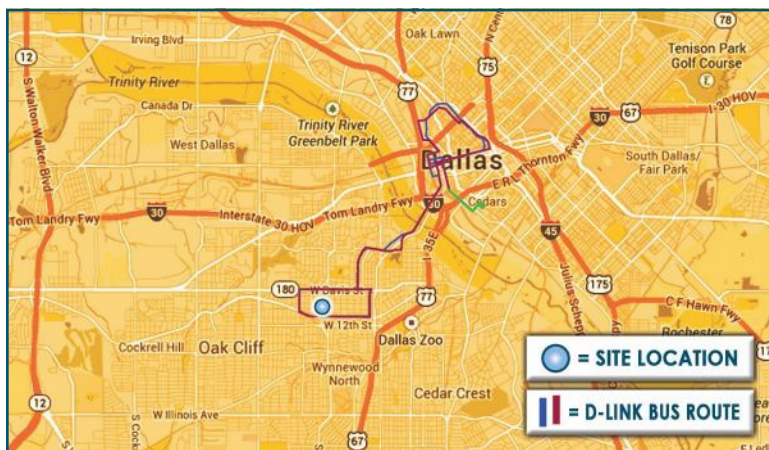 78
12
Irving Blvd
Oak Lawn
N Cent
75
Tenison Park
Golf Course
Trinity River
77
I-30 HOV
67
Canada Dr
30
S Walton Walker Blvd
Trinity River
Greenbelt Park
West Dallas
Dallas
E R L Thornton Fwy
South Dallas/
Fair Park
Cedars
Tom Landry Fwy
30
Interstate 30 HOV
Tom Landry Fwy
I-35E
45
180
W Davis St
175
77
Julius Schepp
C F Hawn Fwy
W 12th St
Dallas Zoo
Rochester
Cockrell Hill
Oak Cliff
Wynnewood
North
= SITE LOCATION
Cedar Crest
12
W Illinois Ave
= D-LINK BUS ROUTE
67